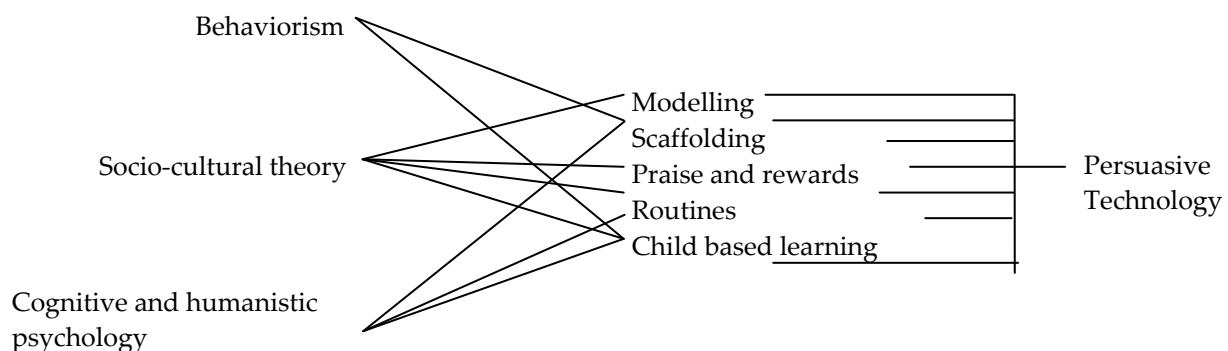 Behaviorism
Socio-cultural theory
Cognitive and humanistic
psychology
Modelling
Scaffolding
Praise and rewards
Routines
Child based learning
Persuasive
Technology